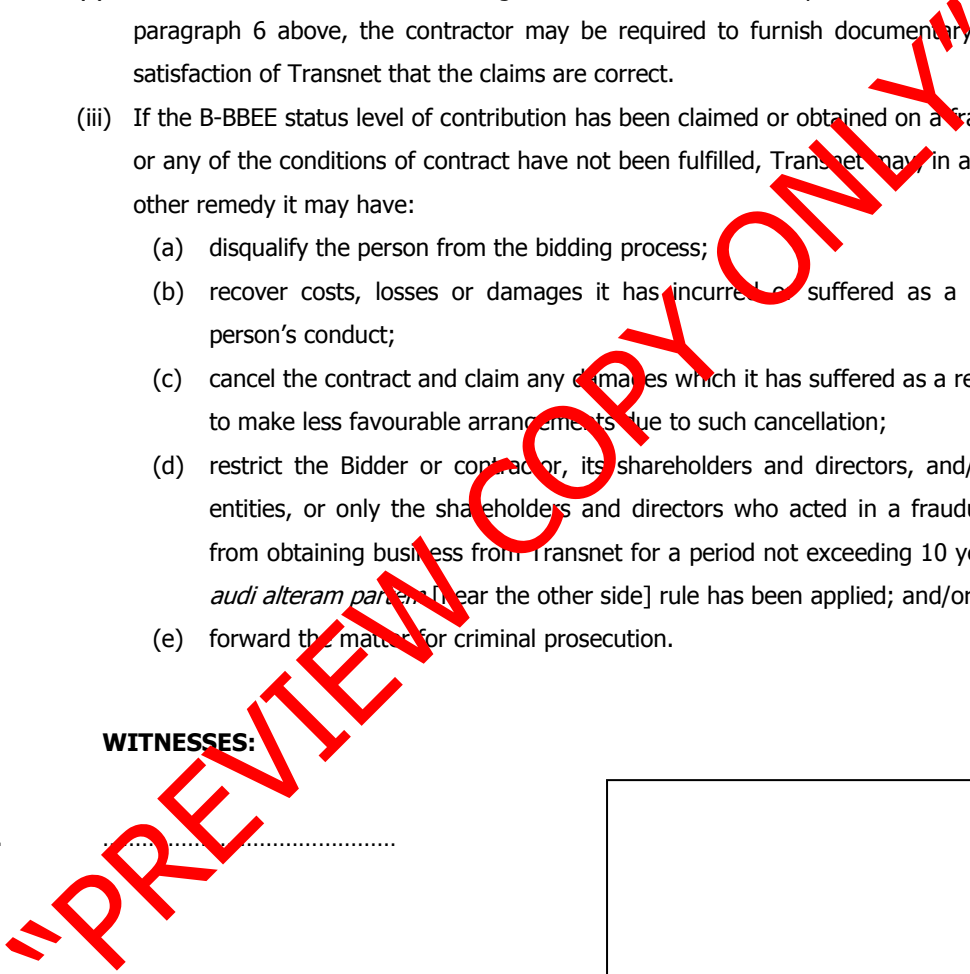 paragraph 6 above, the contractor may be required to furnish documentary
satisfaction of Transnet that the claims are correct.
(iii) If the B-BBEE status level of contribution has been claimed or obtained on a
or any of the conditions of contract have not been fulfilled, Transnet may, in
other remedy it may have:
(a) disqualify the person from the bidding process;
(b) recover costs, losses or damages it has incurred or suffered as a
person's conduct;
(c) cancel the contract and claim any damages which it has suffered as a
to make less favourable arrangements due to such cancellation;
(d) restrict the Bidder or contractor, its shareholders and directors, and/
entities, or only the shareholders and directors who acted in a
from obtaining business from Transnet for a period not exceeding 10
audi alteram partem [hear the other side] rule has been applied; and/or
(e) forward the matter for criminal prosecution.
WITNESSES:
........................................
"PREVIEW COPY ONLY"